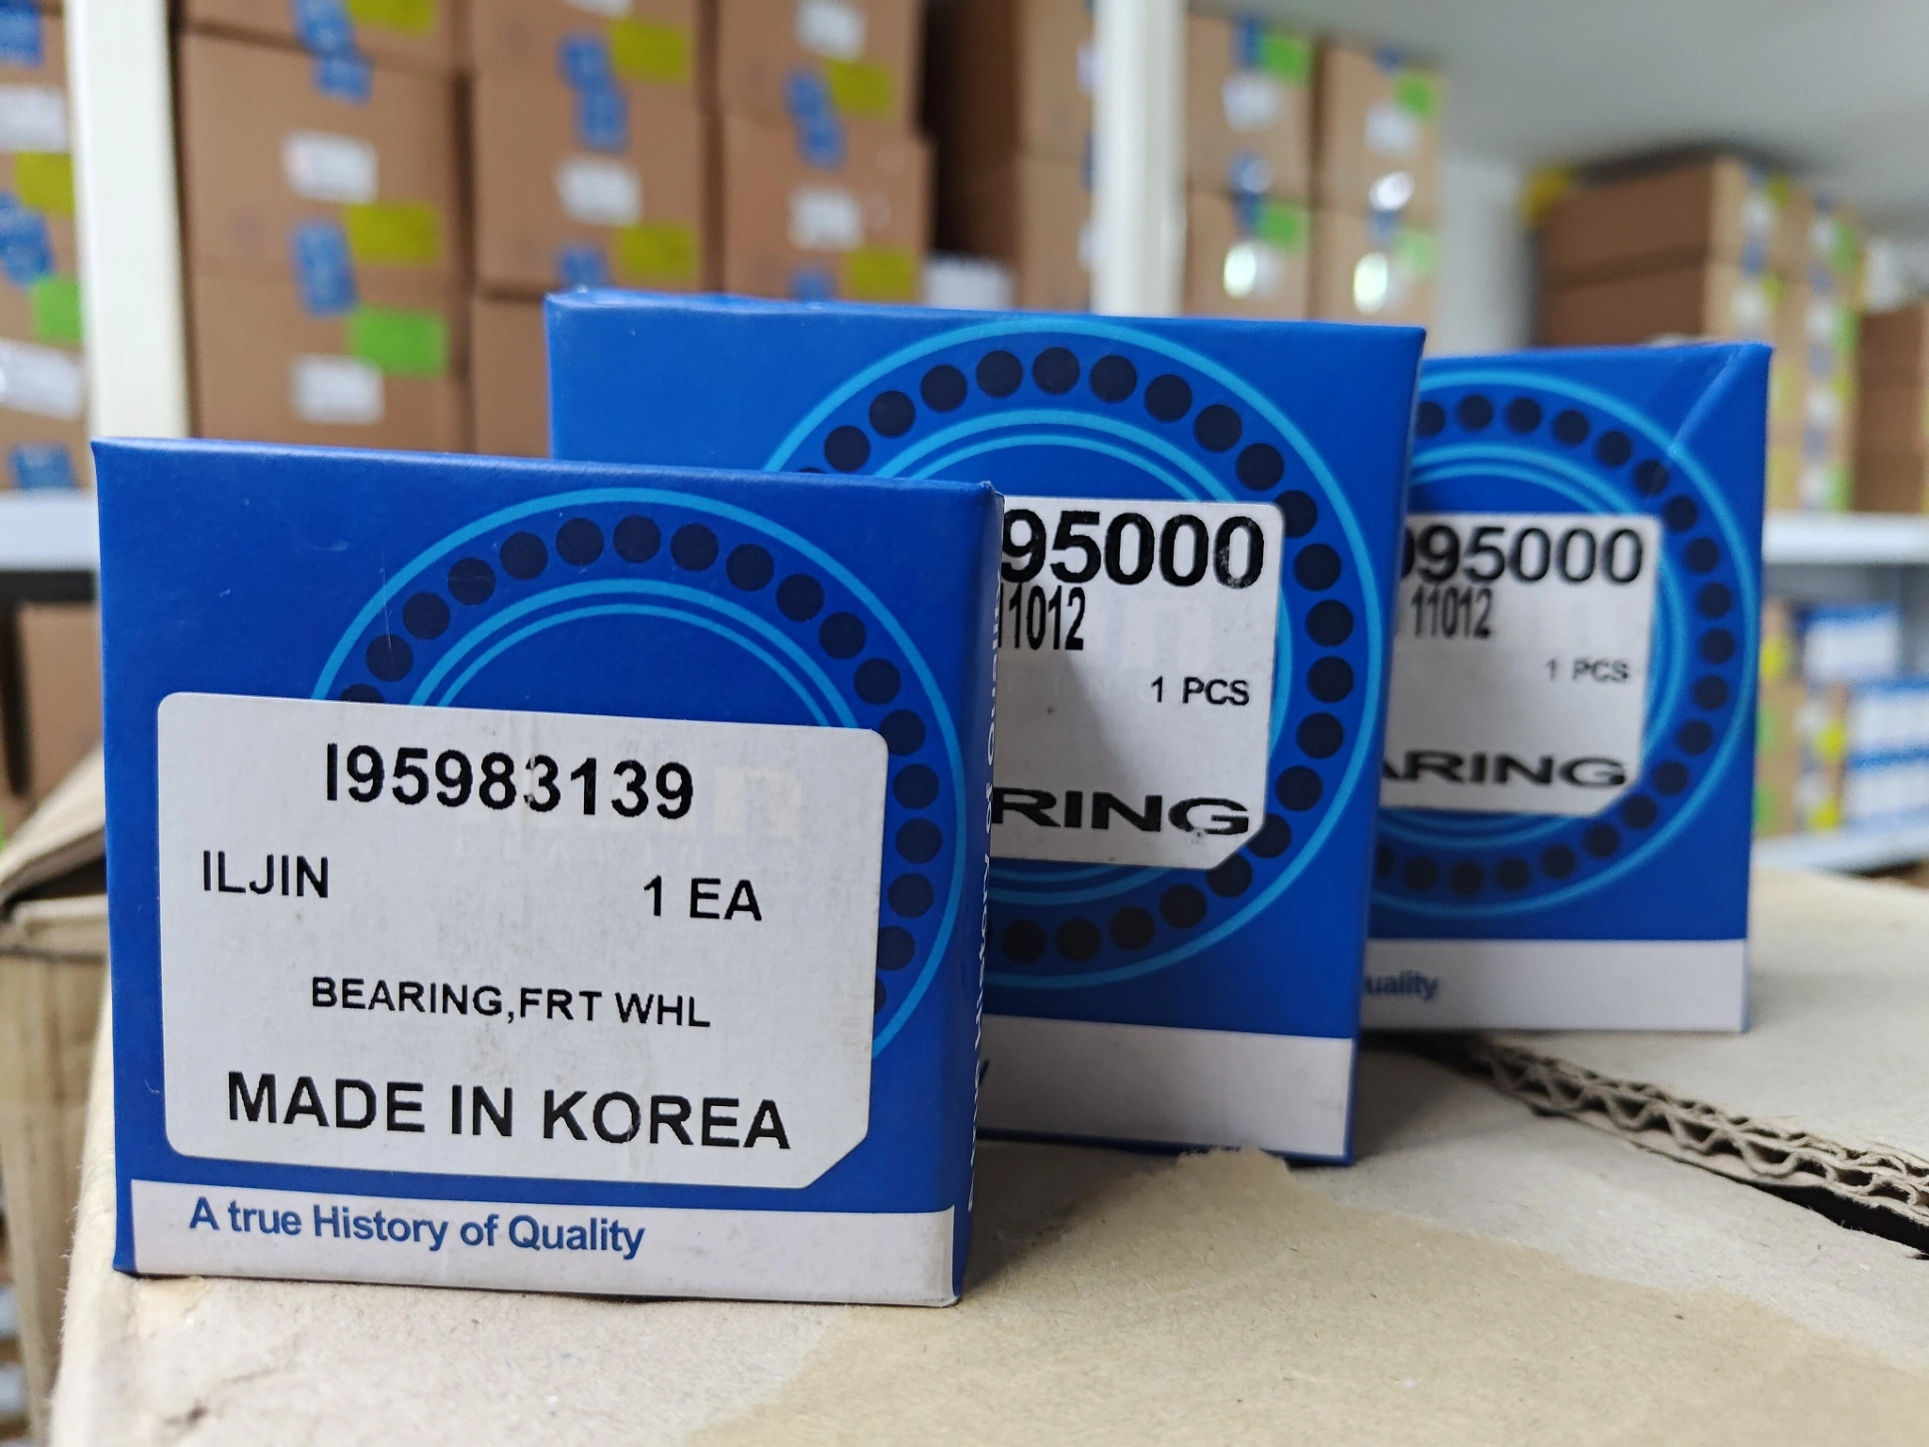 I95983139
ILJIN 1 EA
BEARING,FRT WHL
MADE IN KOREA
A true History of Quality
95000
11012
1 PCS
RING
095000
11012
1 PCS
ARING
uality